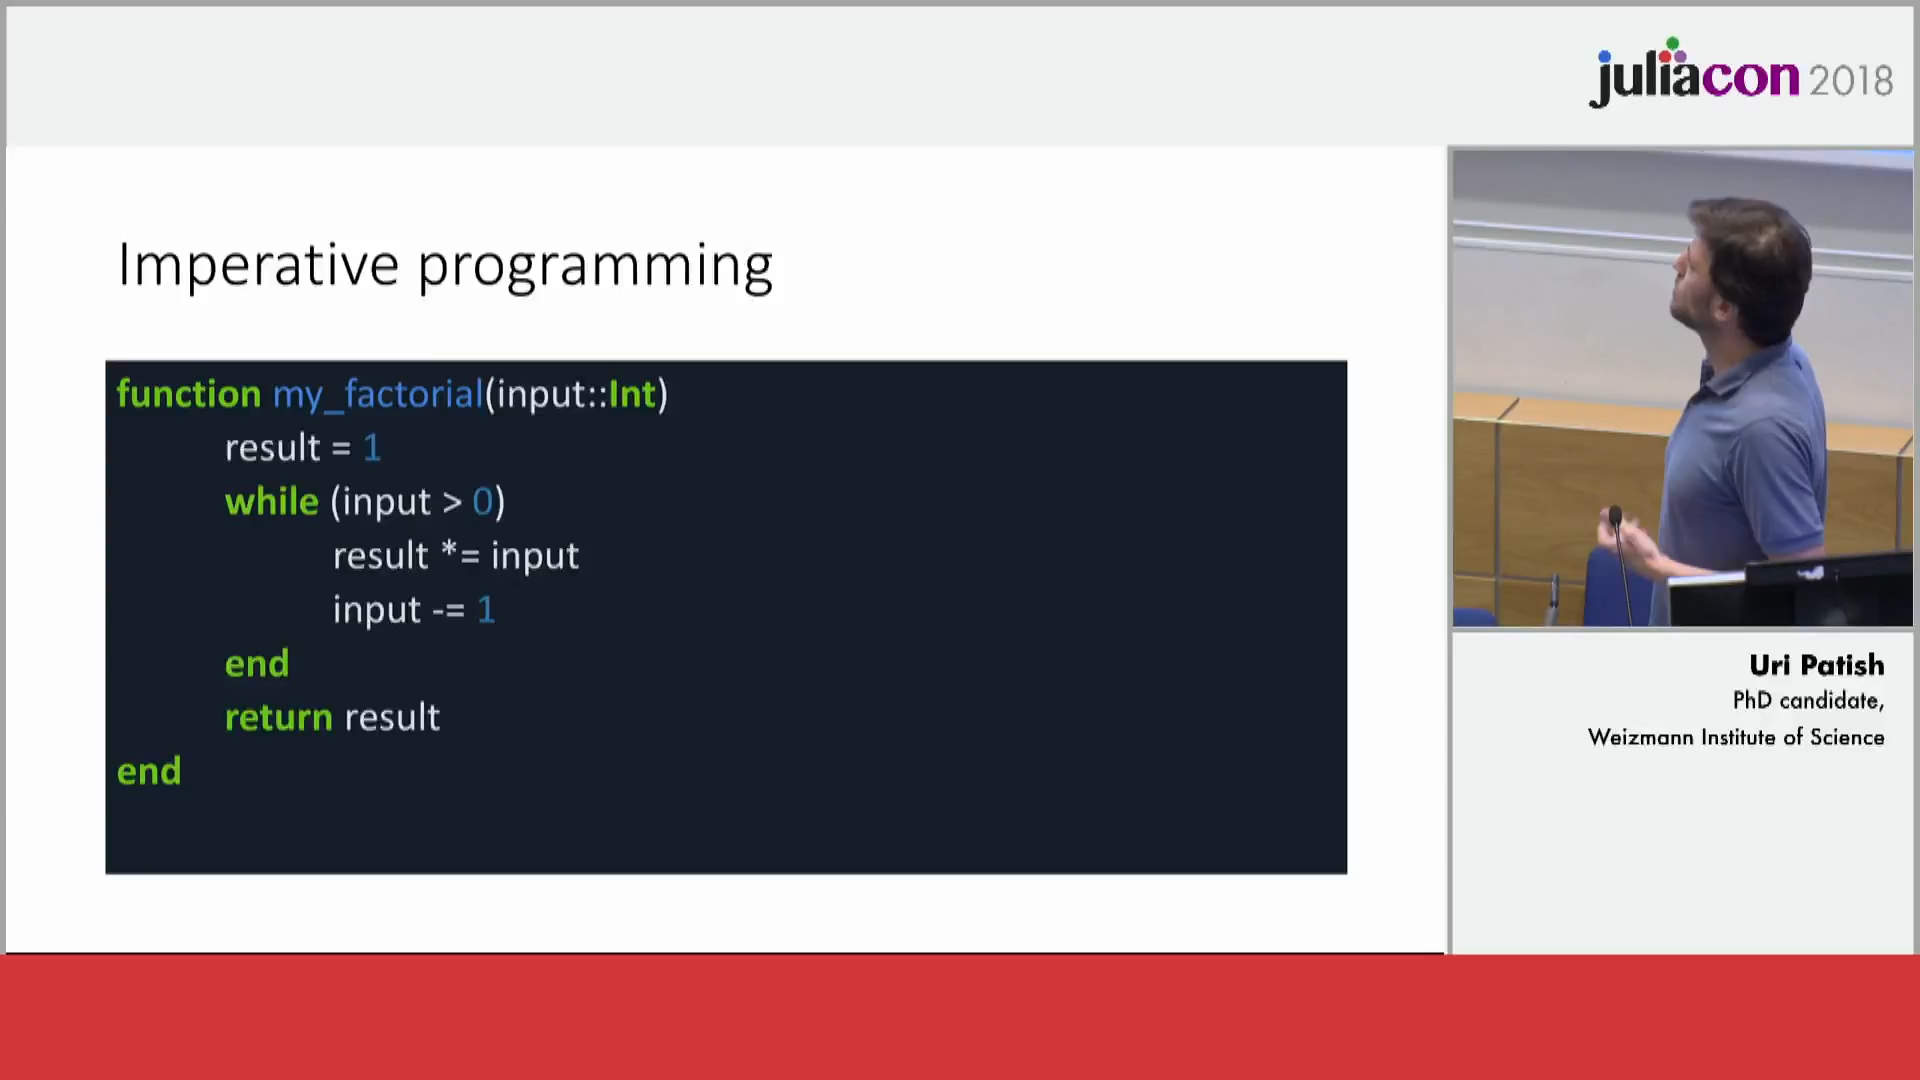 juliacon 2018
Imperative programming
function my_factorial(input::Int)
result = 1
while (input > 0)
result *= input
input -= 1
end
return result
end
Uri Patish
PhD candidate,
Weizmann Institute of Science